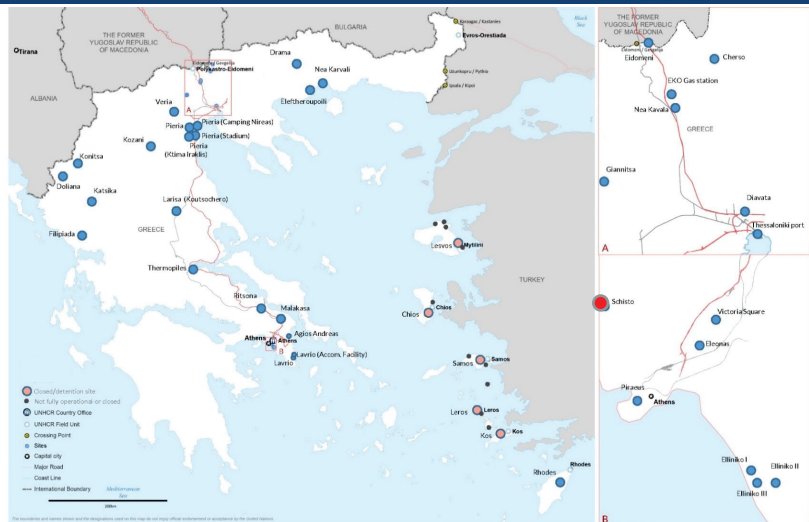 Tirana
ALBANIA
THE FORMER
YUGOSLAV REPUBLIC
OF MACEDONIA
BULGARIA
Black
Sea
Evros-Orestiada
Drama
Nea Karvali
Eleftheroupolli
Polykastro-Eidomeni
A
Veria
Pieria
Pieria (Camping Nireas)
Pieria (Stadium)
Pieria
(Ktima Iraklis)
Kozani
Konitsa
Doliana
Katsika
Filipiada
Larisa (Koutsochero)
GREECE
Thermopiles
Ritsona
Malakasa
Agios Andreas
Athens
Athens
B
Lavrio (Accom. Facility)
Lavrio
Lesvos
Mytilini
Chios
Chios
TURKEY
Samos
Samos
Leros
Leros
Kos
Kos
Rhodes
Rhodes
Closed/detention site
Not fully operational or closed
UNHCR Country Office
UNHCR Field Unit
Crossing Point
Sites
Capital city
Major Road
Coast Line
International Boundary
Mediterranean
Sea
THE FORMER
YUGOSLAV REPUBLIC
OF MACEDONIA
Eidomeni
Cherso
EKO Gas station
Nea Kavala
GREECE
Giannitsa
Diavata
Thessaloniki port
A
Schisto
Victoria Square
Eleonas
Piraeus
Athens
Elliniko I
Elliniko II
Elliniko III
B